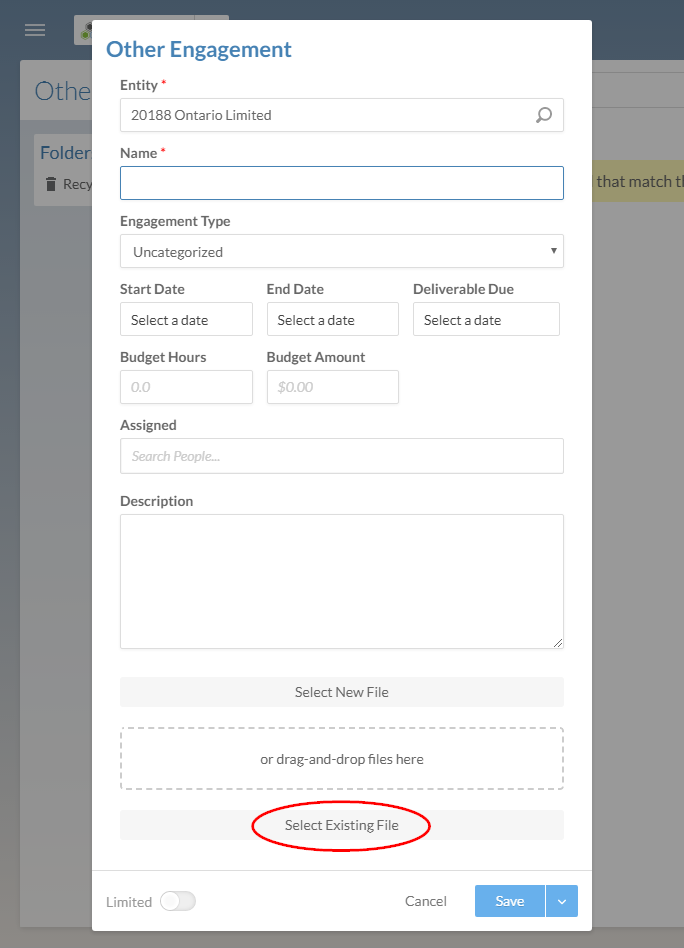 Other Engagement
Othe
Entity *
20188 Ontario Limited
Folder
Recy
Name *
that match th
Engagement Type
Uncategorized
Start Date End Date Deliverable Due
Select a date Select a date Select a date
Budget Hours Budget Amount
0.0 $0.00
Assigned
Search People...
Description
Select New File
or drag-and-drop files here
Select Existing File
Limited Cancel Save